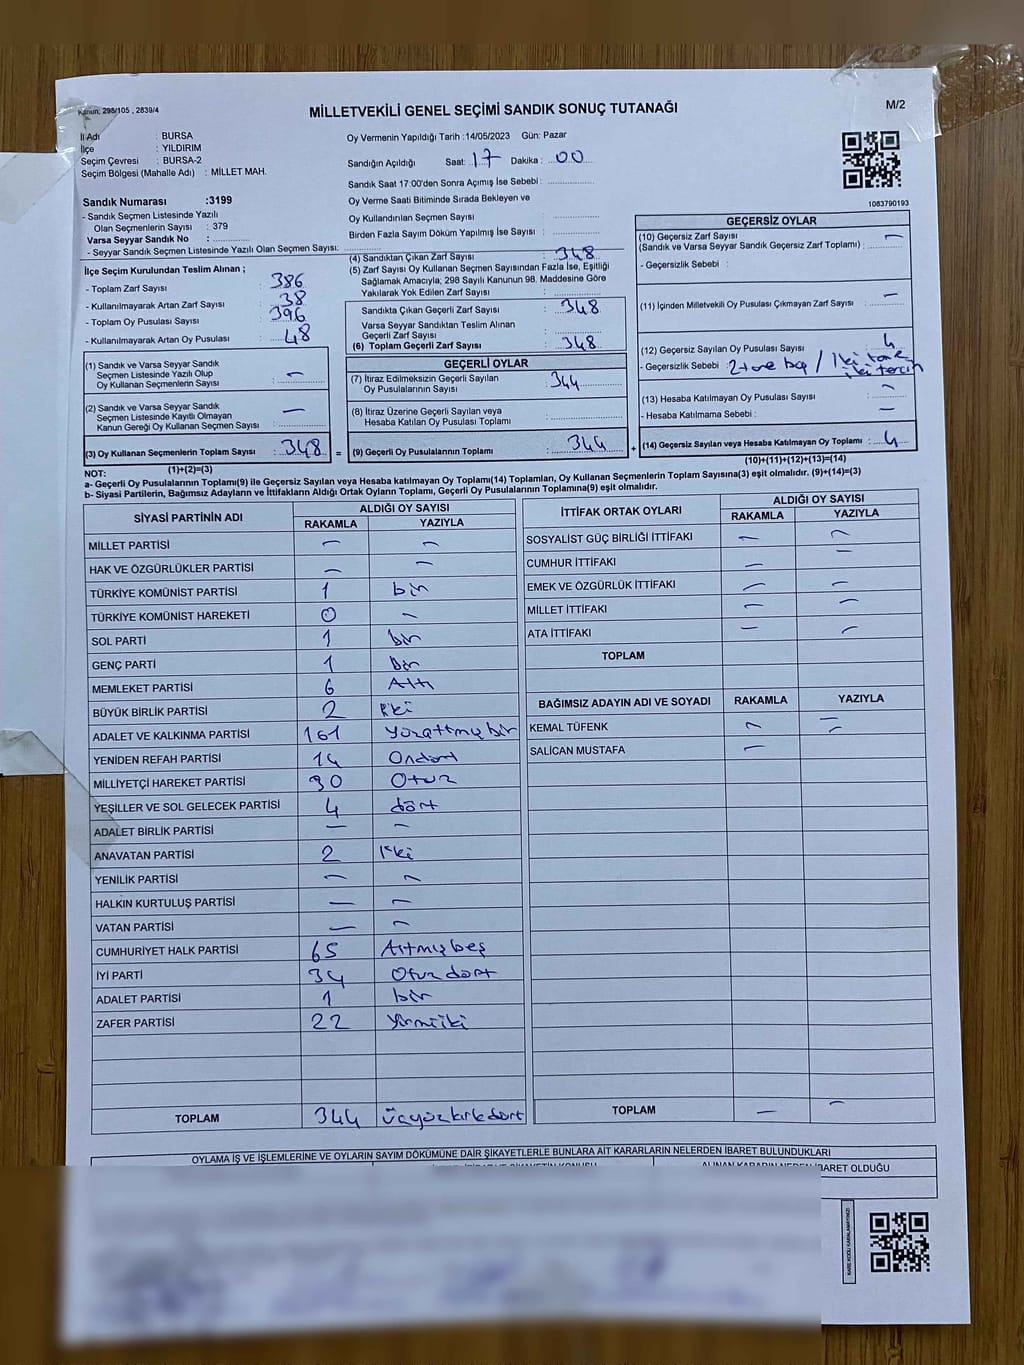 Kanun, 298/105 , 2839/4
MİLLETVEKİLİ GENEL SEÇİMİ SANDIK SONUÇ TUTANAĞI
M/2
İl Adı : BURSA
İlçe : YILDIRIM
Seçim Çevresi : BURSA-2
Seçim Bölgesi (Mahalle Adı) : MİLLET MAH.
Oy Vermenin Yapıldığı Tarih :14/05/2023 Gün: Pazar
Sandığın Açıldığı Saat: 17 Dakika : 00
Sandık Saat 17:00'den Sonra Açımış İse Sebebi :
Oy Verme Saati Bitiminde Sırada Bekleyen ve
Oy Kullandırılan Seçmen Sayısı :
Birden Fazla Sayım Döküm Yapılmış İse Sayısı :
1083790193
Sandık Numarası :3199
- Sandık Seçmen Listesinde Yazılı
Olan Seçmenlerin Sayısı : 379
Varsa Seyyar Sandık No :
- Seyyar Sandık Seçmen Listesinde Yazılı Olan Seçmen Sayısı:
İlçe Seçim Kurulundan Teslim Alınan ;
- Toplam Zarf Sayısı : 386
- Kullanılmayarak Artan Zarf Sayısı : 38
- Toplam Oy Pusulası Sayısı : 396
- Kullanılmayarak Artan Oy Pusulası : 48
(1) Sandık ve Varsa Seyyar Sandık
Seçmen Listesinde Yazılı Olup
Oy Kullanan Seçmenlerin Sayısı : —
(2) Sandık ve Varsa Seyyar Sandık
Seçmen Listesinde Kayıtlı Olmayan
Kanun Gereği Oy Kullanan Seçmen Sayısı : —
(3) Oy Kullanan Seçmenlerin Toplam Sayısı : 348 =
(1)+(2)=(3)
(4) Sandıktan Çıkan Zarf Sayısı : 348
(5) Zarf Sayısı Oy Kullanan Seçmen Sayısından Fazla İse, Eşitliği
Sağlamak Amacıyla; 298 Sayılı Kanunun 98. Maddesine Göre
Yakılarak Yok Edilen Zarf Sayısı :
Sandıkta Çıkan Geçerli Zarf Sayısı : 348
Varsa Seyyar Sandıktan Teslim Alınan
Geçerli Zarf Sayısı :
(6) Toplam Geçerli Zarf Sayısı : 348
GEÇERLİ OYLAR
(7) İtiraz Edilmeksizin Geçerli Sayılan
Oy Pusulalarının Sayısı : 344
(8) İtiraz Üzerine Geçerli Sayılan veya
Hesaba Katılan Oy Pusulası Toplamı :
(9) Geçerli Oy Pusulalarının Toplamı : 344 +
GEÇERSİZ OYLAR
(10) Geçersiz Zarf Sayısı —
(Sandık ve Varsa Seyyar Sandık Geçersiz Zarf Toplamı) :
- Geçersizlik Sebebi :
(11) İçinden Milletvekili Oy Pusulası Çıkmayan Zarf Sayısı : —
(12) Geçersiz Sayılan Oy Pusulası Sayısı : 4
- Geçersizlik Sebebi : 2 tane boş / İki tane
iki tercih
(13) Hesaba Katılmayan Oy Pusulası Sayısı : —
- Hesaba Katılmama Sebebi : —
(14) Geçersiz Sayılan veya Hesaba Katılmayan Oy Toplamı : 4
(10)+(11)+(12)+(13)=(14)
NOT:
a- Geçerli Oy Pusulalarının Toplamı(9) ile Geçersiz Sayılan veya Hesaba katılmayan Oy Toplamı(14) Toplamları, Oy Kullanan Seçmenlerin Toplam Sayısına(3) eşit olmalıdır. (9)+(14)=(3)
b- Siyasi Partilerin, Bağımsız Adayların ve İttifakların Aldığı Ortak Oyların Toplamı, Geçerli Oy Pusulalarının Toplamına(9) eşit olmalıdır.
SİYASİ PARTİNİN ADI ALDIĞI OY SAYISI
RAKAMLA YAZIYLA
MİLLET PARTİSİ — —
HAK VE ÖZGÜRLÜKLER PARTİSİ — —
TÜRKİYE KOMÜNİST PARTİSİ 1 bir
TÜRKİYE KOMÜNİST HAREKETİ 0 —
SOL PARTİ 1 bir
GENÇ PARTİ 1 bir
MEMLEKET PARTİSİ 6 Altı
BÜYÜK BİRLİK PARTİSİ 2 İki
ADALET VE KALKINMA PARTİSİ 161 yüzatmışbir
YENİDEN REFAH PARTİSİ 14 Ondört
MİLLİYETÇİ HAREKET PARTİSİ 30 Otuz
YEŞİLLER VE SOL GELECEK PARTİSİ 4 dört
ADALET BİRLİK PARTİSİ — —
ANAVATAN PARTİSİ 2 İki
YENİLİK PARTİSİ — —
HALKIN KURTULUŞ PARTİSİ — —
VATAN PARTİSİ — —
CUMHURİYET HALK PARTİSİ 65 Altmışbeş
İYİ PARTİ 34 Otuz dört
ADALET PARTİSİ 1 bir
ZAFER PARTİSİ 22 Yirmiiki
TOPLAM 344 üçyüzkırkdört
İTTİFAK ORTAK OYLARI ALDIĞI OY SAYISI
RAKAMLA YAZIYLA
SOSYALİST GÜÇ BİRLİĞİ İTTİFAKI — —
CUMHUR İTTİFAKI — —
EMEK VE ÖZGÜRLÜK İTTİFAKI — —
MİLLET İTTİFAKI — —
ATA İTTİFAKI — —
TOPLAM
BAĞIMSIZ ADAYIN ADI VE SOYADI RAKAMLA YAZIYLA
KEMAL TÜFENK — —
SALİCAN MUSTAFA — —
TOPLAM — —
OYLAMA İŞ VE İŞLEMLERİNE VE OYLARIN SAYIM DÖKÜMÜNE DAİR ŞİKAYETLERLE BUNLARA AİT KARARLARIN NELERDEN İBARET BULUNDUKLARI
ALINAN KARARIN NEDEN İBARET OLDUĞU
KARE KODU KARALAMAYINIZ!